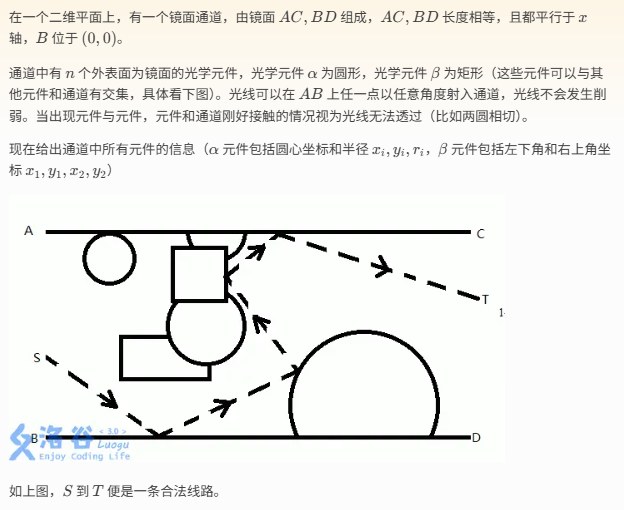 在一个二维平面上，有一个镜面通道，由镜面 AC, BD 组成，AC, BD 长度相等，且都平行于 x
轴，B 位于 (0, 0)。
通道中有 n 个外表面为镜面的光学元件，光学元件 α 为圆形，光学元件 β 为矩形（这些元件可以与其
他元件和通道有交集，具体看下图）。光线可以在 AB 上任一点以任意角度射入通道，光线不会发生削
弱。当出现元件与元件，元件和通道刚好接触的情况视为光线无法透过（比如两圆相切）。
现在给出通道中所有元件的信息（α 元件包括圆心坐标和半径 xi, yi, ri，β 元件包括左下角和右上角坐
标 x1, y1, x2, y2）
A
C
T
1
S
B
D
洛谷
< 3.0 >
Luogu
Enjoy Coding Life
如上图，S 到 T 便是一条合法线路。